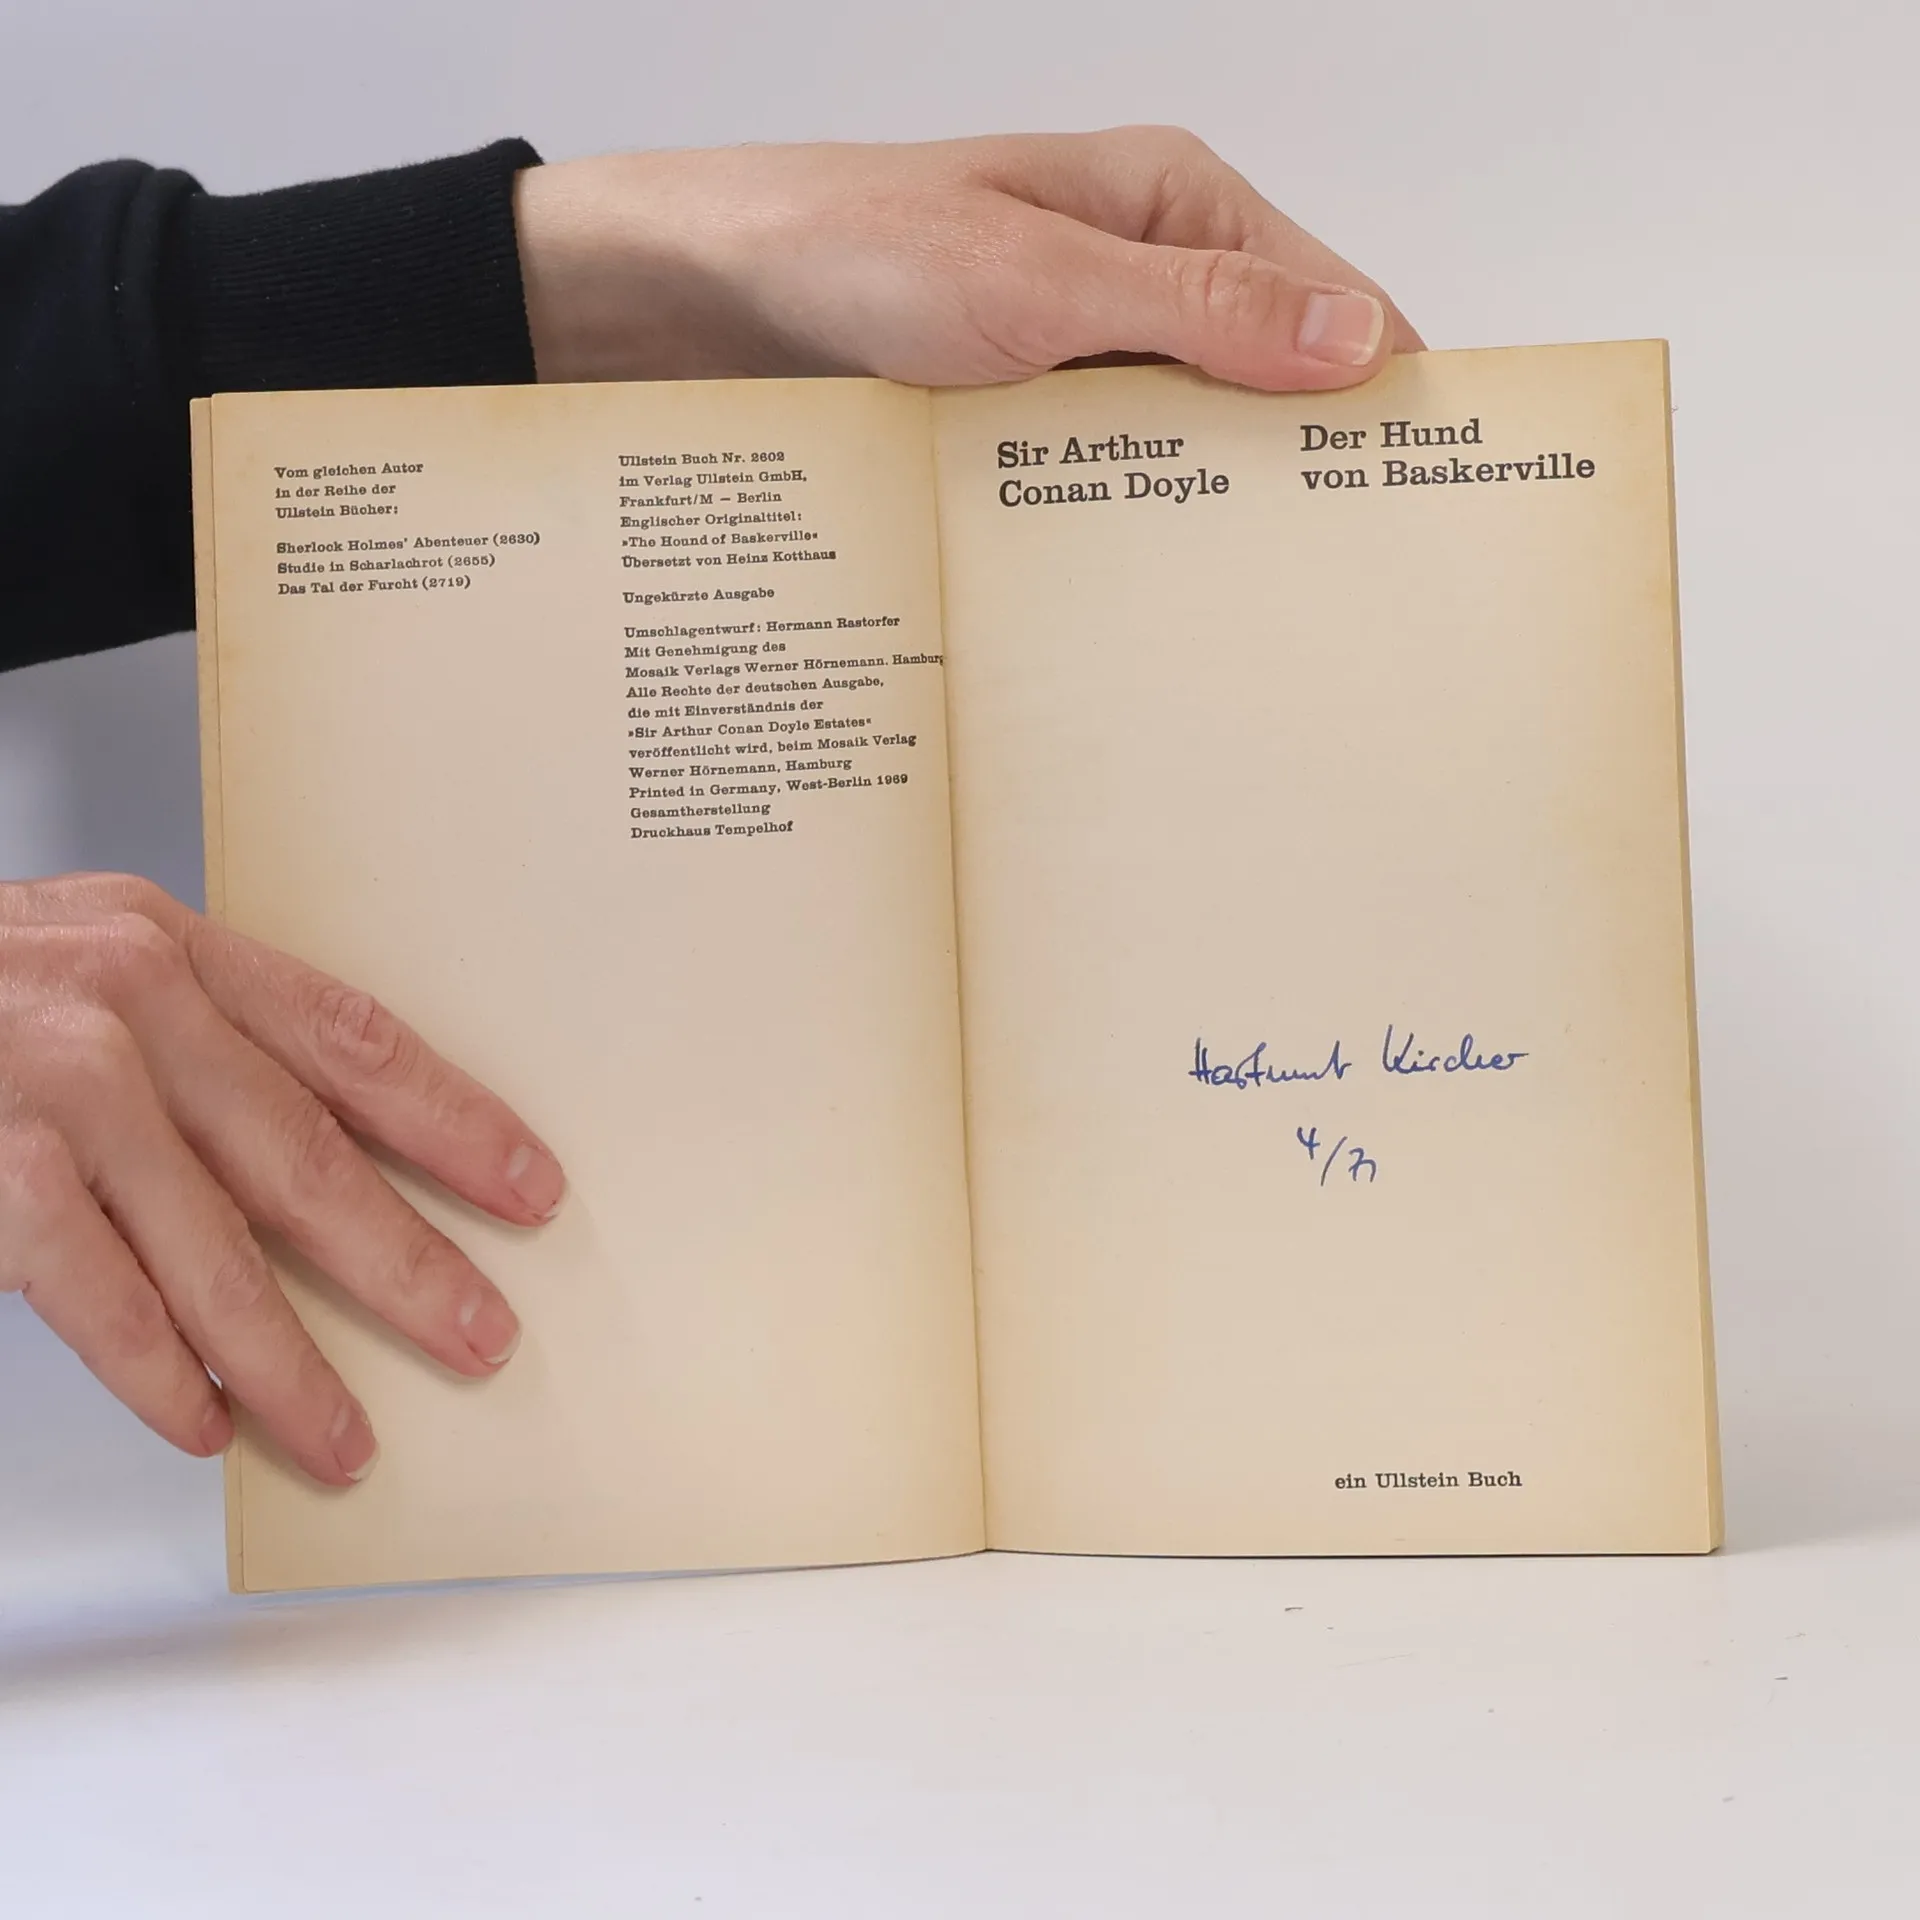 Vom gleichen Autor
in der Reihe der
Ullstein Bücher:
Sherlock Holmes' Abenteuer (2630)
Studie in Scharlachrot (2655)
Das Tal der Furcht (2719)
Ullstein Buch Nr. 2602
im Verlag Ullstein GmbH,
Frankfurt/M — Berlin
Englischer Originaltitel:
»The Hound of Baskerville«
Übersetzt von Heinz Kotthaus
Ungekürzte Ausgabe
Umschlagentwurf: Hermann Rastorfer
Mit Genehmigung des
Mosaik Verlags Werner Hörnemann. Hamburg
Alle Rechte der deutschen Ausgabe,
die mit Einverständnis der
»Sir Arthur Conan Doyle Estates«
veröffentlicht wird, beim Mosaik Verlag
Werner Hörnemann, Hamburg
Printed in Germany, West-Berlin 1969
Gesamtherstellung
Druckhaus Tempelhof
Sir Arthur
Conan Doyle
Der Hund
von Baskerville
Hartmut Kircher
4/71
ein Ullstein Buch